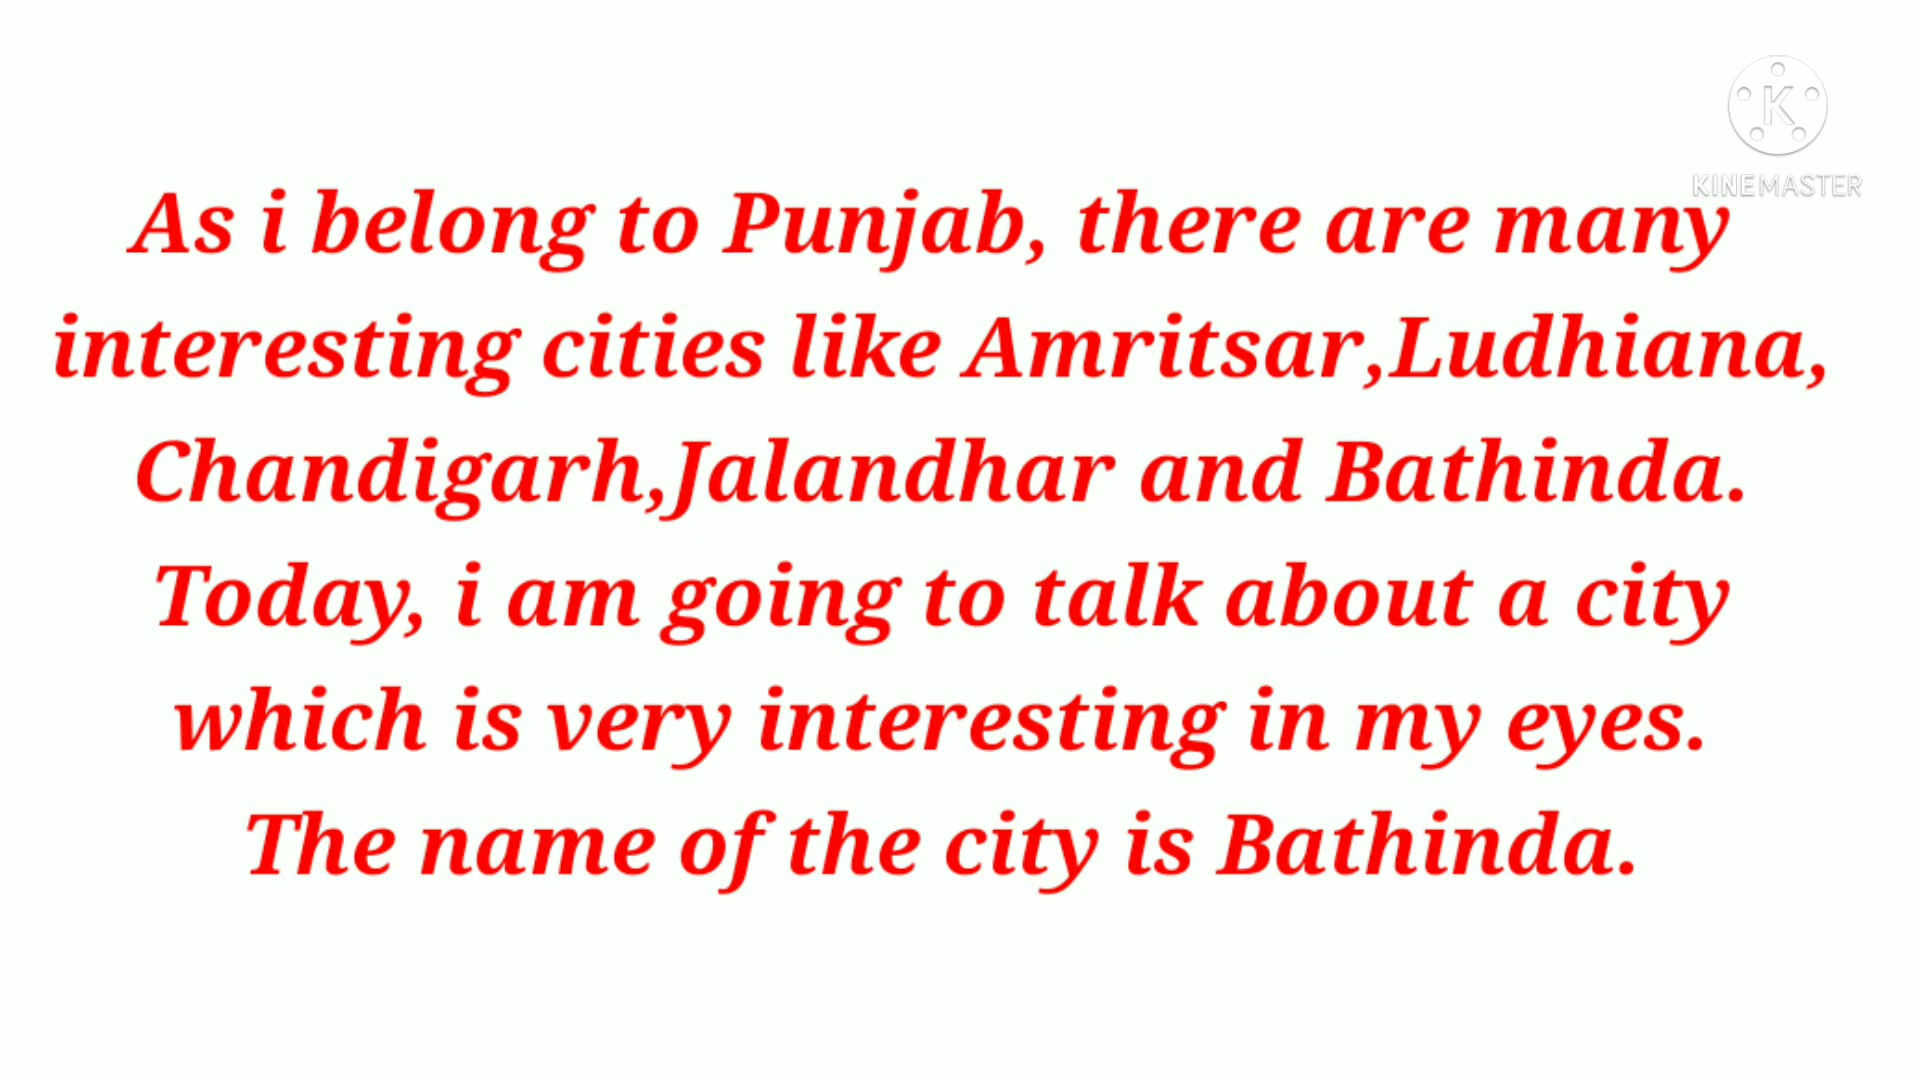 K
KINEMASTER
As i belong to Punjab, there are many
interesting cities like Amritsar,Ludhiana,
Chandigarh,Jalandhar and Bathinda.
Today, i am going to talk about a city
which is very interesting in my eyes.
The name of the city is Bathinda.